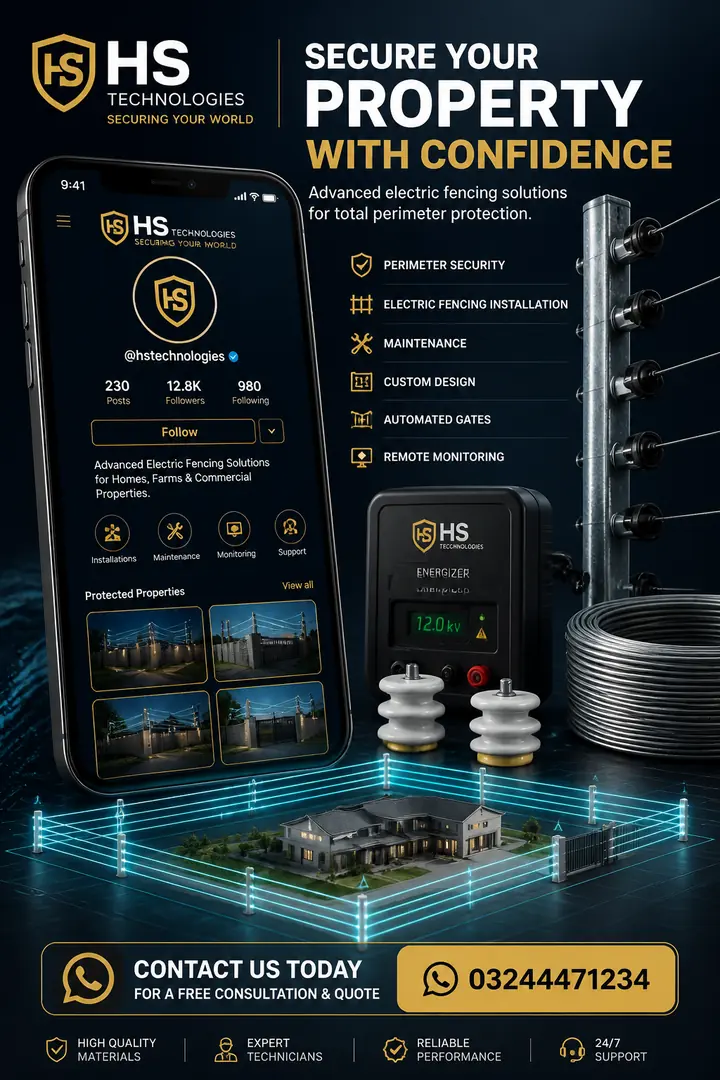 HS
TECHNOLOGIES
SECURING YOUR WORLD
SECURE YOUR
PROPERTY
WITH CONFIDENCE
Advanced electric fencing solutions
for total perimeter protection.
PERIMETER SECURITY
ELECTRIC FENCING INSTALLATION
MAINTENANCE
CUSTOM DESIGN
AUTOMATED GATES
REMOTE MONITORING
9:41
HS TECHNOLOGIES
SECURING YOUR WORLD
HS
@hstechnologies
230 12.8K 980
Posts Followers Following
Follow
Advanced Electric Fencing Solutions
for Homes, Farms & Commercial
Properties.
Installations Maintenance Monitoring Support
Protected Properties View all
HS
TECHNOLOGIES
ENERGIZER
12.0 kv
CONTACT US TODAY
FOR A FREE CONSULTATION & QUOTE
03244471234
HIGH QUALITY
MATERIALS
EXPERT
TECHNICIANS
RELIABLE
PERFORMANCE
24/7
SUPPORT